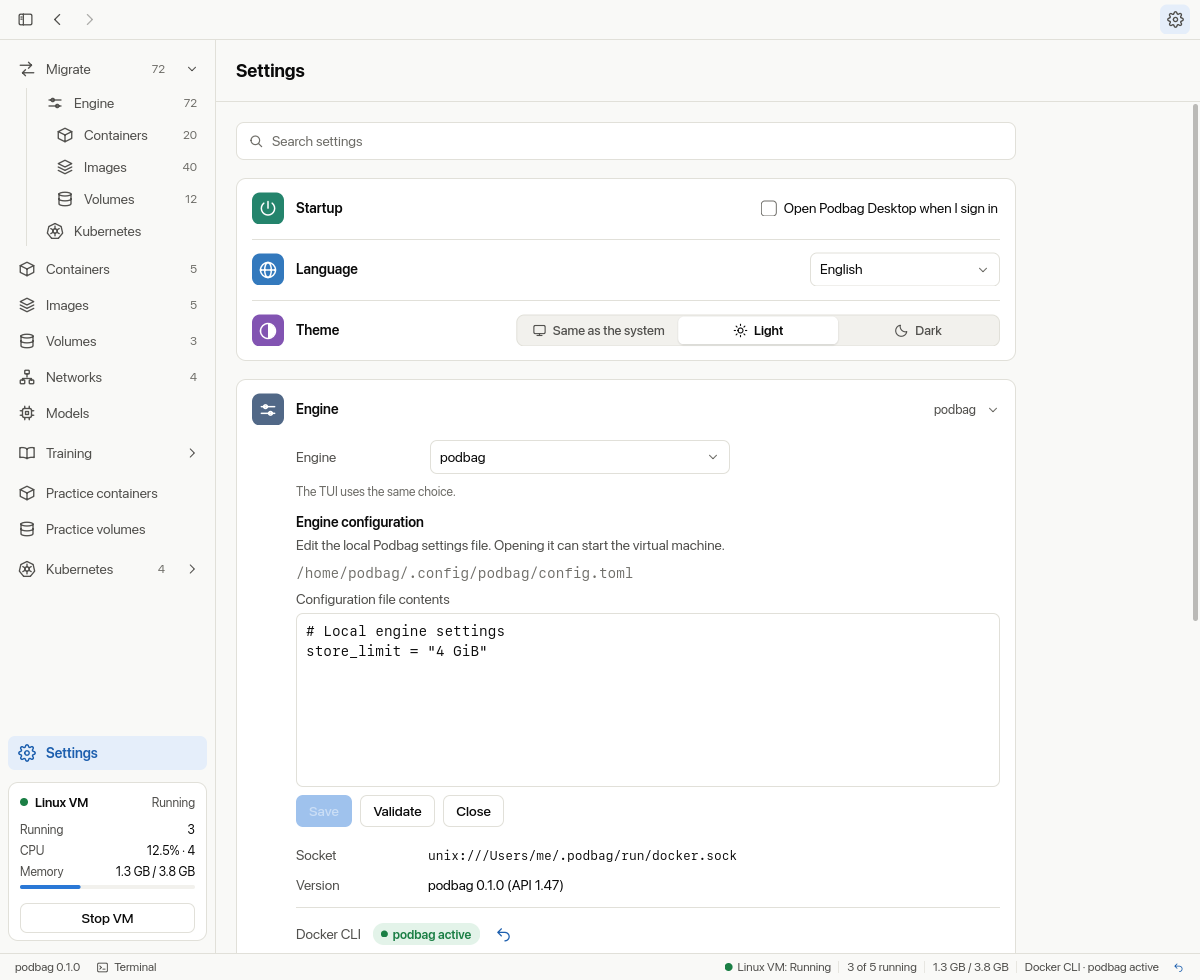 Migrate 72
Engine 72
Containers 20
Images 40
Volumes 12
Kubernetes
Containers 5
Images 5
Volumes 3
Networks 4
Models
Training
Practice containers
Practice volumes
Kubernetes 4
Settings
Linux VM Running
Running 3
CPU 12.5% · 4
Memory 1.3 GB / 3.8 GB
Stop VM
Settings
Search settings
Startup Open Podbag Desktop when I sign in
Language English
Theme Same as the system Light Dark
Engine podbag
Engine podbag
The TUI uses the same choice.
Engine configuration
Edit the local Podbag settings file. Opening it can start the virtual machine.
/home/podbag/.config/podbag/config.toml
Configuration file contents
# Local engine settings
store_limit = "4 GiB"
Save Validate Close
Socket unix:///Users/me/.podbag/run/docker.sock
Version podbag 0.1.0 (API 1.47)
Docker CLI podbag active
podbag 0.1.0 Terminal Linux VM: Running 3 of 5 running 1.3 GB / 3.8 GB Docker CLI · podbag active